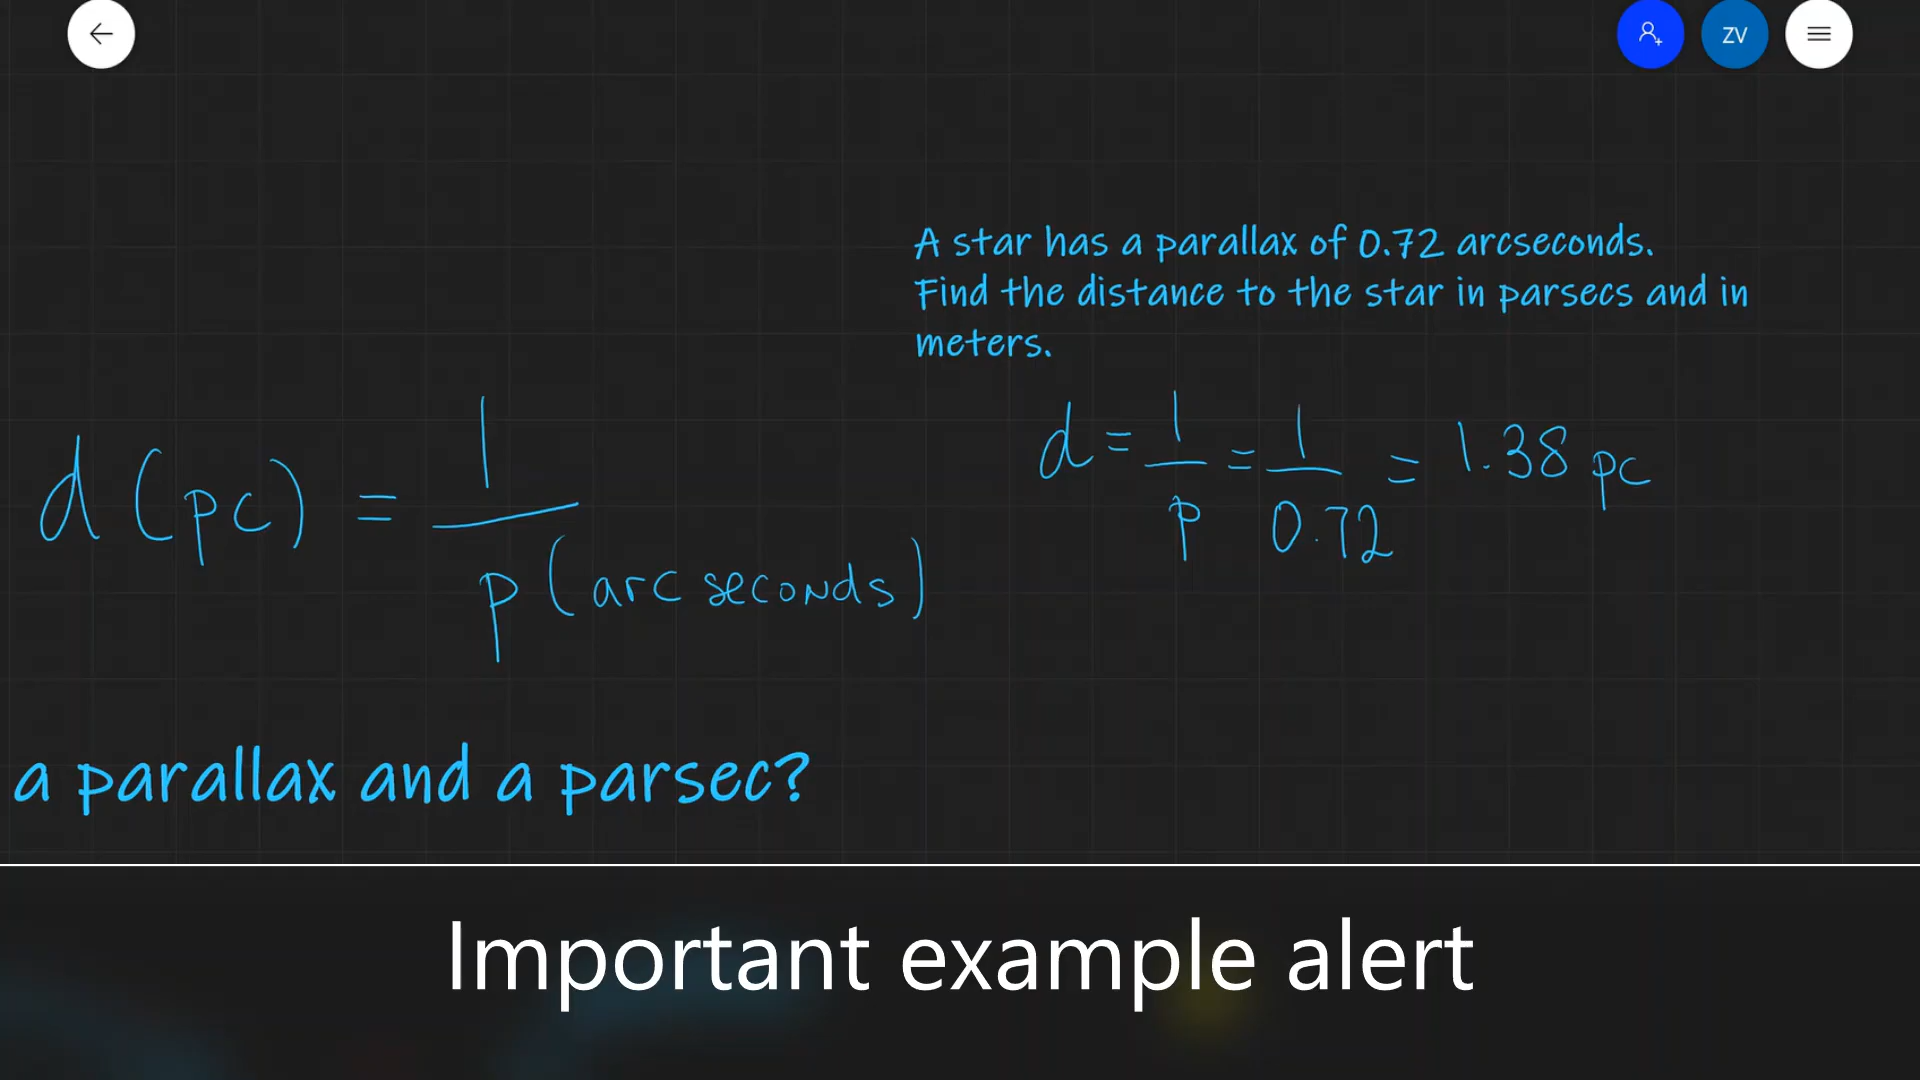 ZV
A star has a parallax of 0.72 arcseconds.
Find the distance to the star in parsecs and in
meters.
d (pc) = 1 / p (arc seconds)
d = 1 / p = 1 / 0.72 = 1.38 pc
a parallax and a parsec?
Important example alert